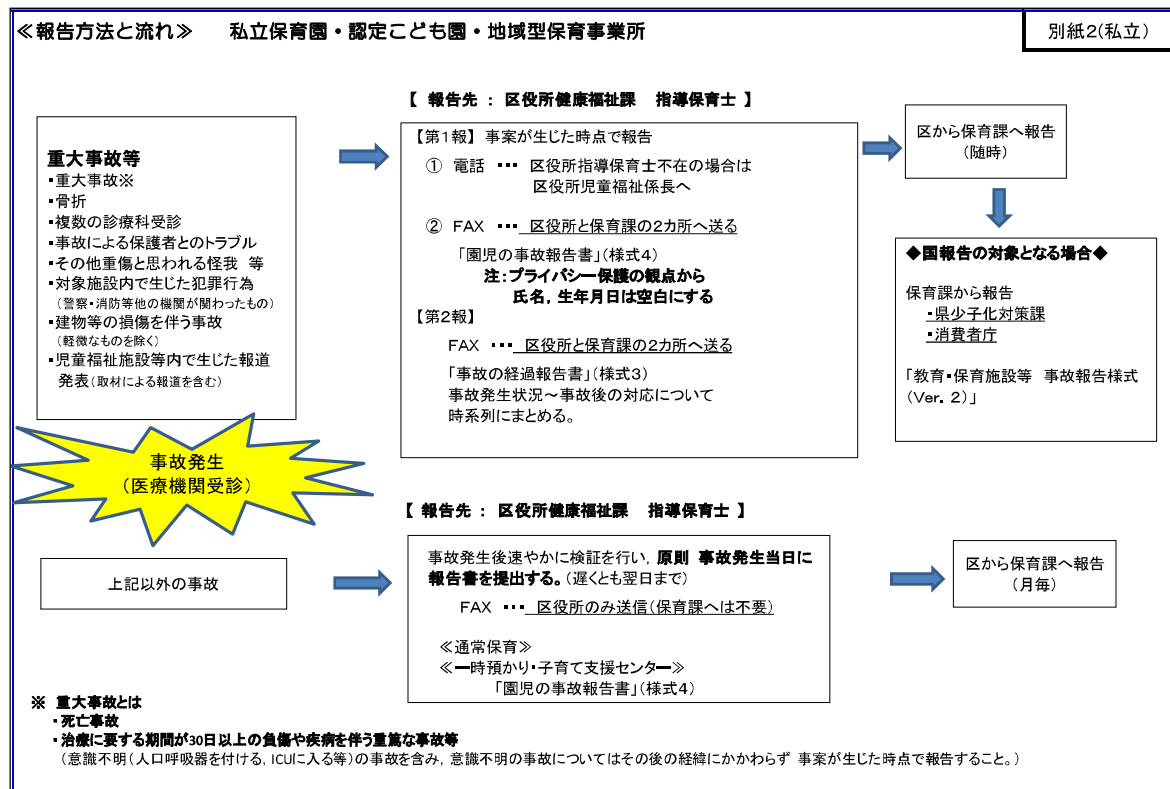 ≪報告方法と流れ≫　私立保育園・認定こども園・地域型保育事業所
別紙2(私立)
【 報告先 ： 区役所健康福祉課　指導保育士 】
重大事故等
・重大事故※
・骨折
・複数の診療科受診
・事故による保護者とのトラブル
・その他重傷と思われる怪我 等
・対象施設内で生じた犯罪行為
（警察・消防等他の機関が関わったもの）
・建物等の損傷を伴う事故
（軽微なものを除く）
・児童福祉施設等内で生じた報道
発表（取材による報道を含む）
【第1報】 事案が生じた時点で報告
① 電話 ・・・ 区役所指導保育士不在の場合は
区役所児童福祉係長へ
② FAX ・・・ 区役所と保育課の2カ所へ送る
「園児の事故報告書」(様式4)
注：プライバシー保護の観点から
氏名，生年月日は空白にする
【第2報】
FAX ・・・ 区役所と保育課の2カ所へ送る
「事故の経過報告書」(様式3)
事故発生状況～事故後の対応について
時系列にまとめる。
区から保育課へ報告
(随時)
◆国報告の対象となる場合◆
保育課から報告
・県少子化対策課
・消費者庁
「教育・保育施設等 事故報告様式
(Ver. 2)」
事故発生
（医療機関受診）
上記以外の事故
【 報告先 ： 区役所健康福祉課　指導保育士 】
事故発生後速やかに検証を行い，原則 事故発生当日に
報告書を提出する。（遅くとも翌日まで）
FAX ・・・ 区役所のみ送信（保育課へは不要）
≪通常保育≫
≪一時預かり・子育て支援センター≫
「園児の事故報告書」(様式4)
区から保育課へ報告
(月毎)
※ 重大事故とは
・死亡事故
・治療に要する期間が30日以上の負傷や疾病を伴う重篤な事故等
（意識不明（人口呼吸器を付ける，ICUに入る等）の事故を含み，意識不明の事故についてはその後の経緯にかかわらず 事案が生じた時点で報告すること。）